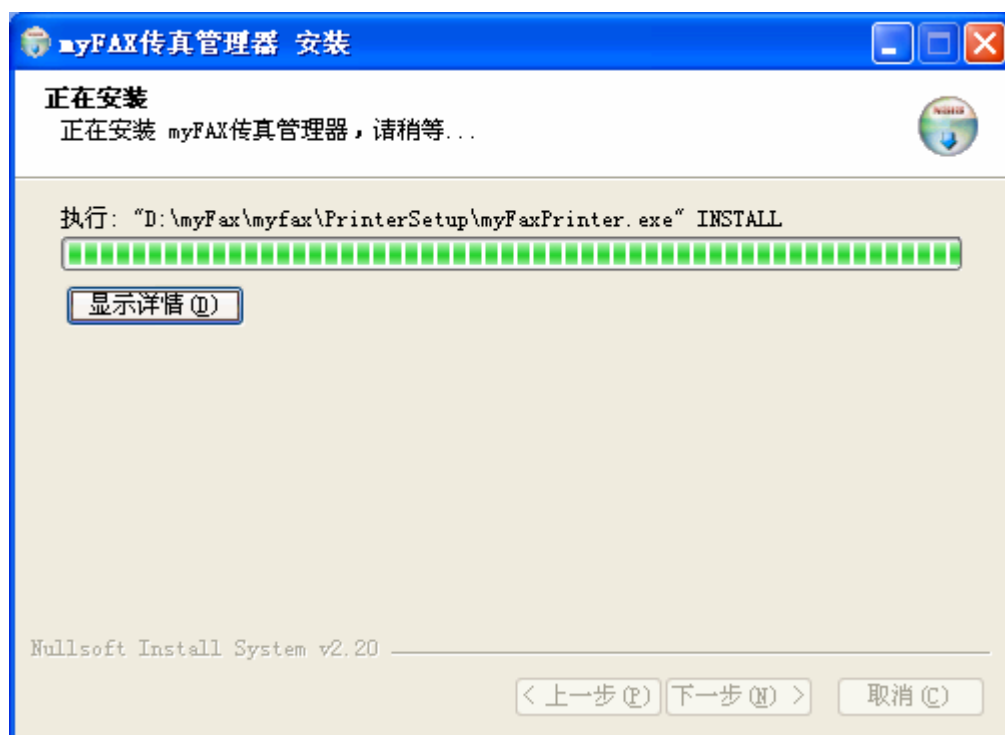 myFAX传真管理器 安装
正在安装
正在安装 myFAX传真管理器，请稍等...
执行: "D:\myFax\myfax\PrinterSetup\myFaxPrinter.exe" INSTALL
显示详情(D)
Nullsoft Install System v2.20
< 上一步(P) 下一步(N) > 取消(C)